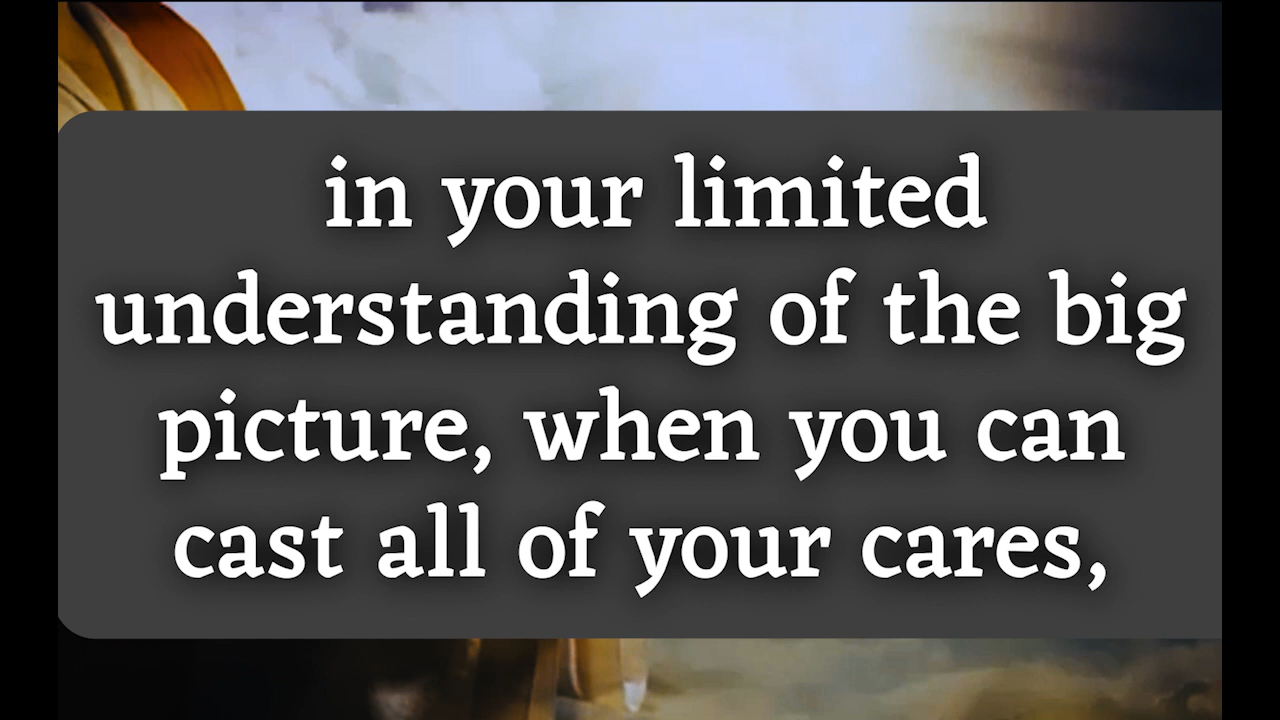 in your limited
understanding of the big
picture, when you can
cast all of your cares,